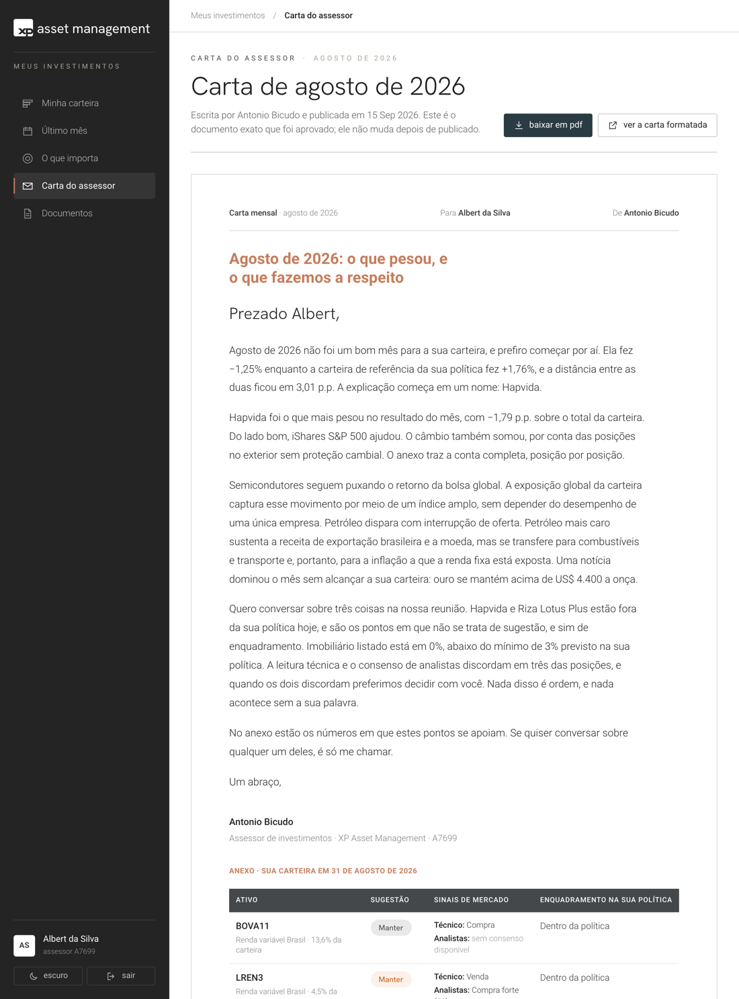 xp asset management
MEUS INVESTIMENTOS
Minha carteira
Último mês
O que importa
Carta do assessor
Documentos
AS
Albert da Silva
assessor A7699
escuro
sair
Meus investimentos / Carta do assessor
CARTA DO ASSESSOR · AGOSTO DE 2026
Carta de agosto de 2026
Escrita por Antonio Bicudo e publicada em 15 Sep 2026. Este é o
documento exato que foi aprovado; ele não muda depois de publicado.
baixar em pdf
ver a carta formatada
Carta mensal · agosto de 2026
Para Albert da Silva
De Antonio Bicudo
Agosto de 2026: o que pesou, e
o que fazemos a respeito
Prezado Albert,
Agosto de 2026 não foi um bom mês para a sua carteira, e prefiro começar por aí. Ela fez
−1,25% enquanto a carteira de referência da sua política fez +1,76%, e a distância entre as
duas ficou em 3,01 p.p. A explicação começa em um nome: Hapvida.
Hapvida foi o que mais pesou no resultado do mês, com −1,79 p.p. sobre o total da carteira.
Do lado bom, iShares S&P 500 ajudou. O câmbio também somou, por conta das posições
no exterior sem proteção cambial. O anexo traz a conta completa, posição por posição.
Semicondutores seguem puxando o retorno da bolsa global. A exposição global da carteira
captura esse movimento por meio de um índice amplo, sem depender do desempenho de
uma única empresa. Petróleo dispara com interrupção de oferta. Petróleo mais caro
sustenta a receita de exportação brasileira e a moeda, mas se transfere para combustíveis
e transporte e, portanto, para a inflação a que a renda fixa está exposta. Uma notícia
dominou o mês sem alcançar a sua carteira: ouro se mantém acima de US$ 4.400 a onça.
Quero conversar sobre três coisas na nossa reunião. Hapvida e Riza Lotus Plus estão fora
da sua política hoje, e são os pontos em que não se trata de sugestão, e sim de
enquadramento. Imobiliário listado está em 0%, abaixo do mínimo de 3% previsto na sua
política. A leitura técnica e o consenso de analistas discordam em três das posições, e
quando os dois discordam preferimos decidir com você. Nada disso é ordem, e nada
acontece sem a sua palavra.
No anexo estão os números em que estes pontos se apoiam. Se quiser conversar sobre
qualquer um deles, é só me chamar.
Um abraço,
Antonio Bicudo
Assessor de investimentos · XP Asset Management · A7699
ANEXO · SUA CARTEIRA EM 31 DE AGOSTO DE 2026
ATIVO SUGESTÃO SINAIS DE MERCADO ENQUADRAMENTO NA SUA POLÍTICA
BOVA11
Renda variável Brasil · 13,6% da
carteira
Manter
Técnico: Compra
Analistas: sem consenso
disponível
Dentro da política
LREN3
Renda variável Brasil · 4,5% da
Manter
Técnico: Venda
Analistas: Compra forte
Dentro da política